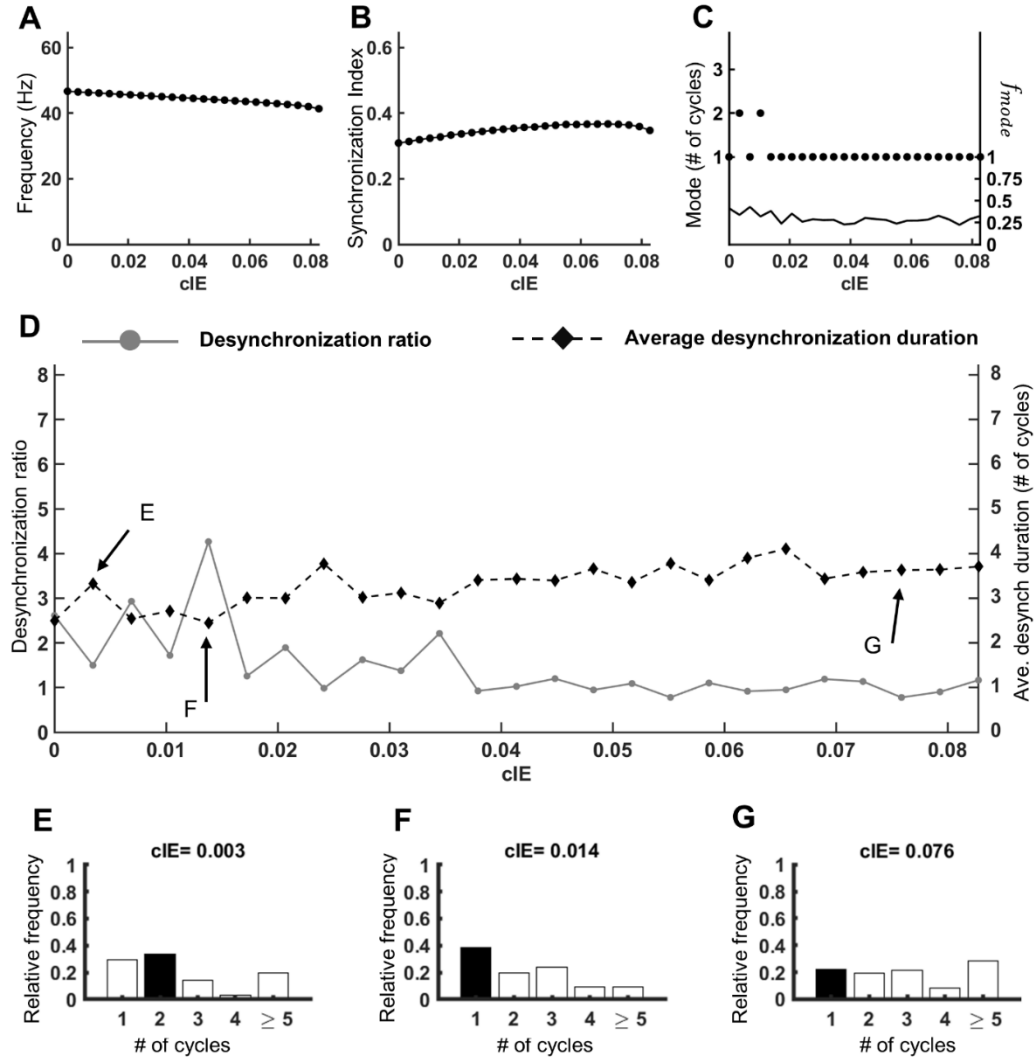 A
B
C
Frequency (Hz)
60
40
20
0
0 0.02 0.04 0.06 0.08
cIE
Synchronization Index
0.6
0.4
0.2
0
0 0.02 0.04 0.06 0.08
cIE
Mode (# of cycles)
3
2
1
f_mode
1
0.75
0.5
0.25
0
0 0.02 0.04 0.06 0.08
cIE
D
Desynchronization ratio
Average desynchronization duration
Desynchronization ratio
8
7
6
5
4
3
2
1
0
E
F
G
Ave. desynch duration (# of cycles)
8
7
6
5
4
3
2
1
0
0 0.01 0.02 0.03 0.04 0.05 0.06 0.07 0.08
cIE
E
cIE= 0.003
Relative frequency
1
0.8
0.6
0.4
0.2
0
1 2 3 4 ≥ 5
# of cycles
F
cIE= 0.014
Relative frequency
1
0.8
0.6
0.4
0.2
0
1 2 3 4 ≥ 5
# of cycles
G
cIE= 0.076
Relative frequency
1
0.8
0.6
0.4
0.2
0
1 2 3 4 ≥ 5
# of cycles